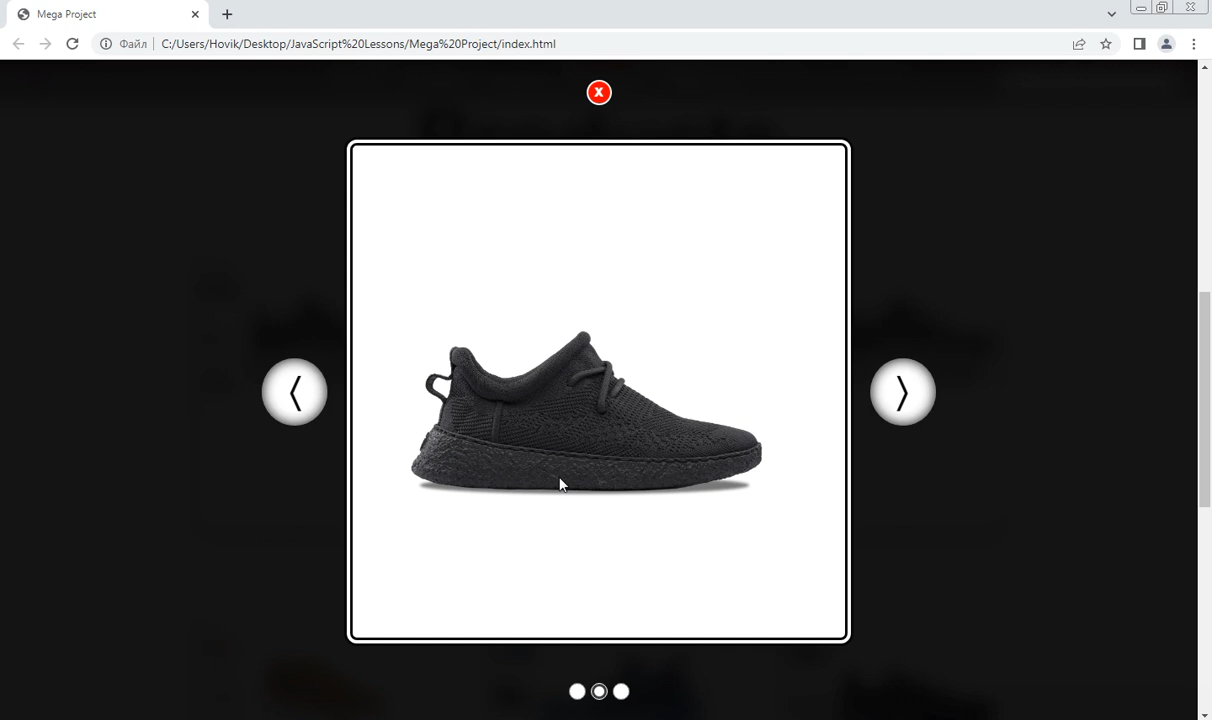 Mega Project
Файл C:/Users/Hovik/Desktop/JavaScript%20Lessons/Mega%20Project/index.html
X